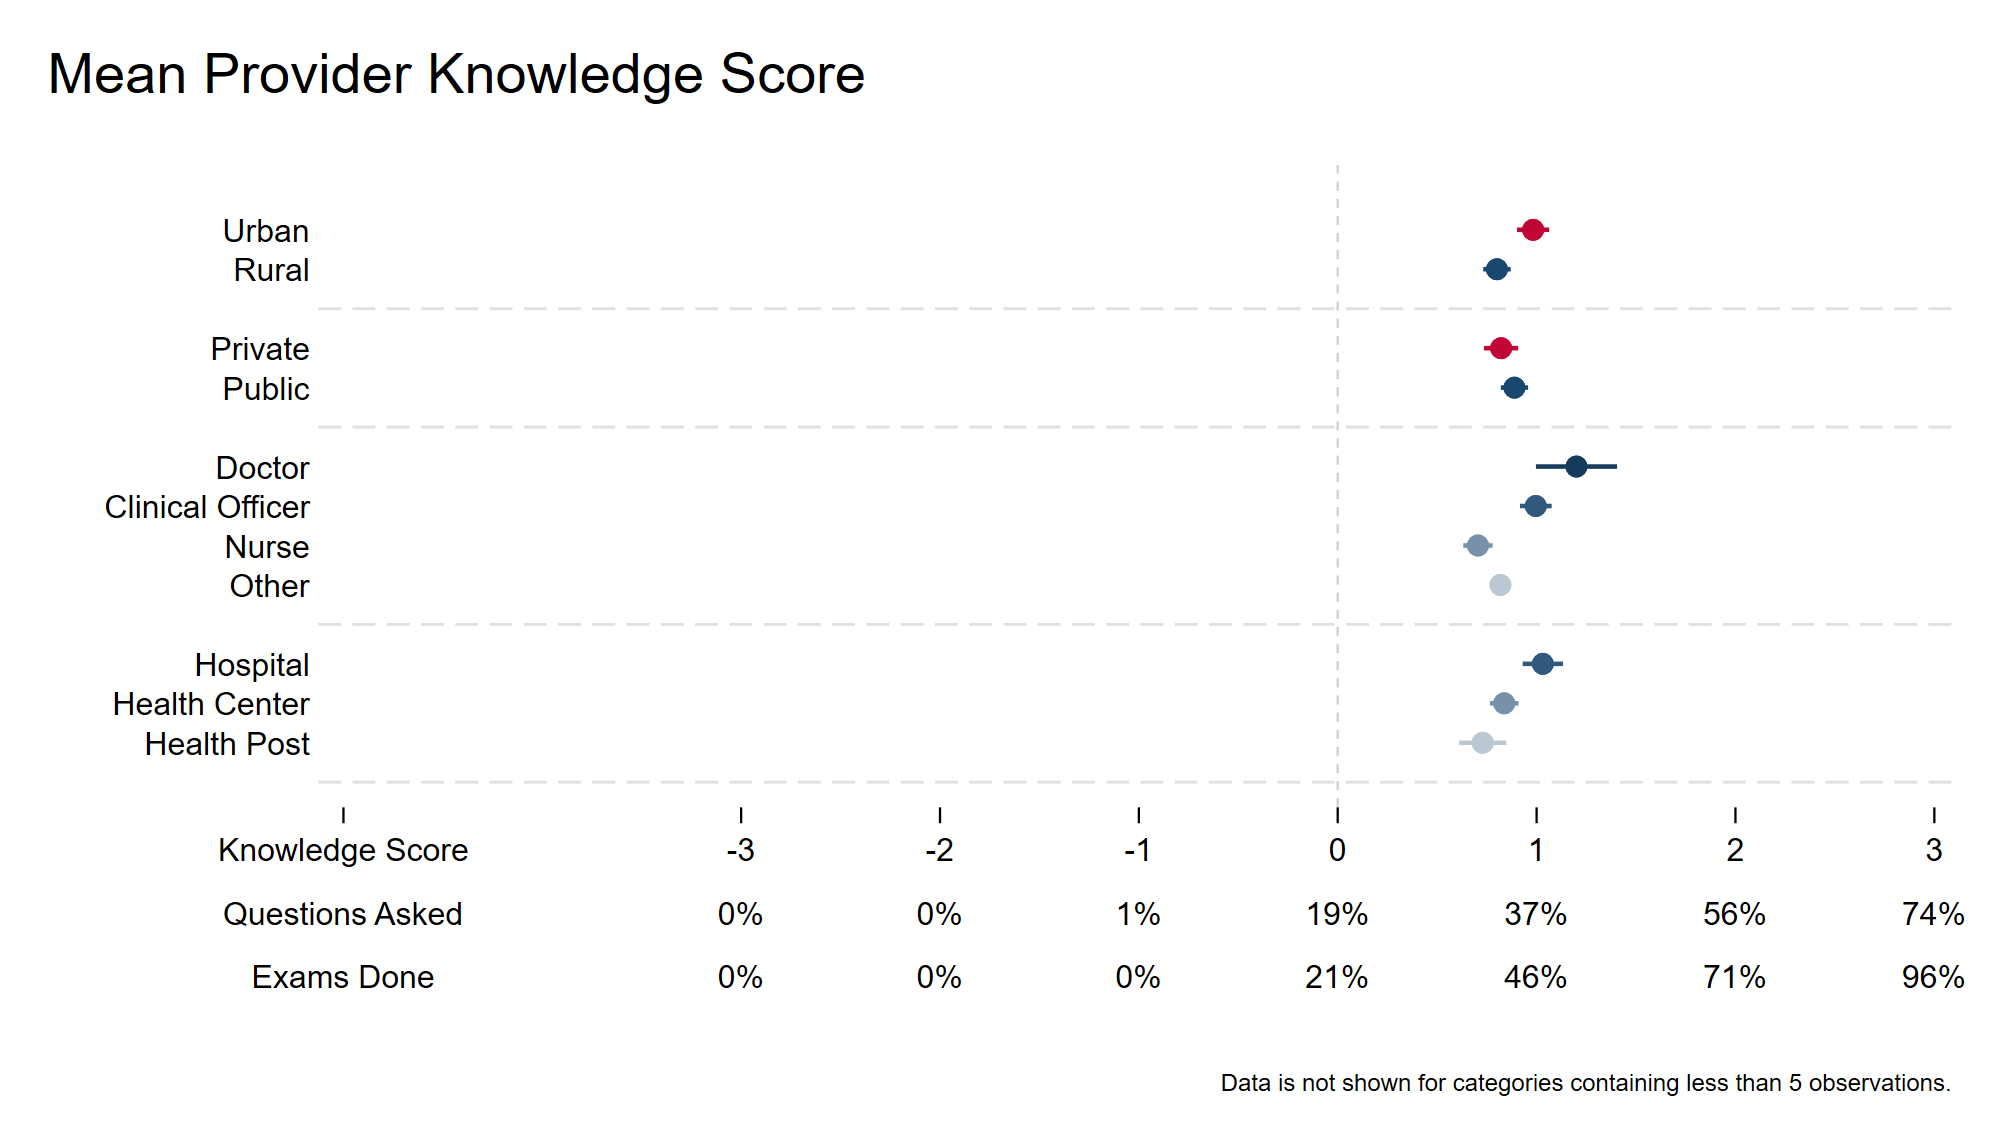 Mean Provider Knowledge Score
Urban
Rural
Private
Public
Doctor
Clinical Officer
Nurse
Other
Hospital
Health Center
Health Post
Knowledge Score -3 -2 -1 0 1 2 3
Questions Asked 0% 0% 1% 19% 37% 56% 74%
Exams Done 0% 0% 0% 21% 46% 71% 96%
Data is not shown for categories containing less than 5 observations.